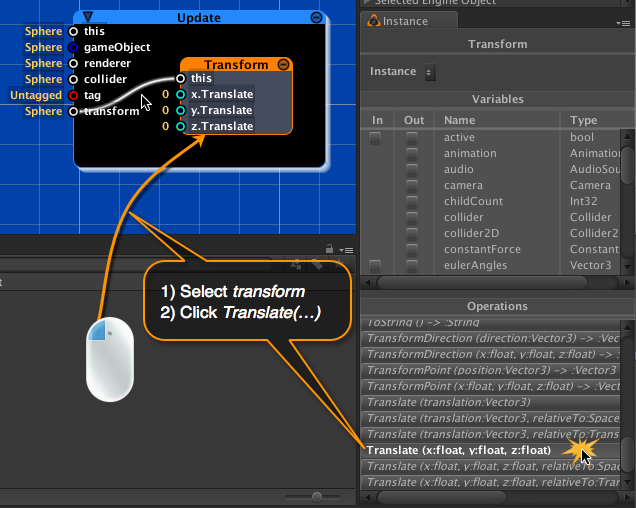 Selected Engine Object
Update
Sphere this
gameObject
Sphere renderer
Sphere collider
Untagged tag
Sphere transform
Transform
this
0 x.Translate
0 y.Translate
0 z.Translate
Instance
Transform
Instance
Variables
In Out Name Type
active bool
animation Animation
audio AudioSou
camera Camera
childCount Int32
collider Collider
collider2D Collider2
constantForce Constant
eulerAngles Vector3
1) Select transform
2) Click Translate(...)
Operations
ToString () -> :String
TransformDirection (direction:Vector3) -> :Vec
TransformDirection (x:float, y:float, z:float) -> :
TransformPoint (position:Vector3) -> :Vector3
TransformPoint (x:float, y:float, z:float) -> :Vect
Translate (translation:Vector3)
Translate (translation:Vector3, relativeTo:Space
Translate (translation:Vector3, relativeTo:Trans
Translate (x:float, y:float, z:float)
Translate (x:float, y:float, z:float, relativeTo:Spac
Translate (x:float, y:float, z:float, relativeTo:Tran